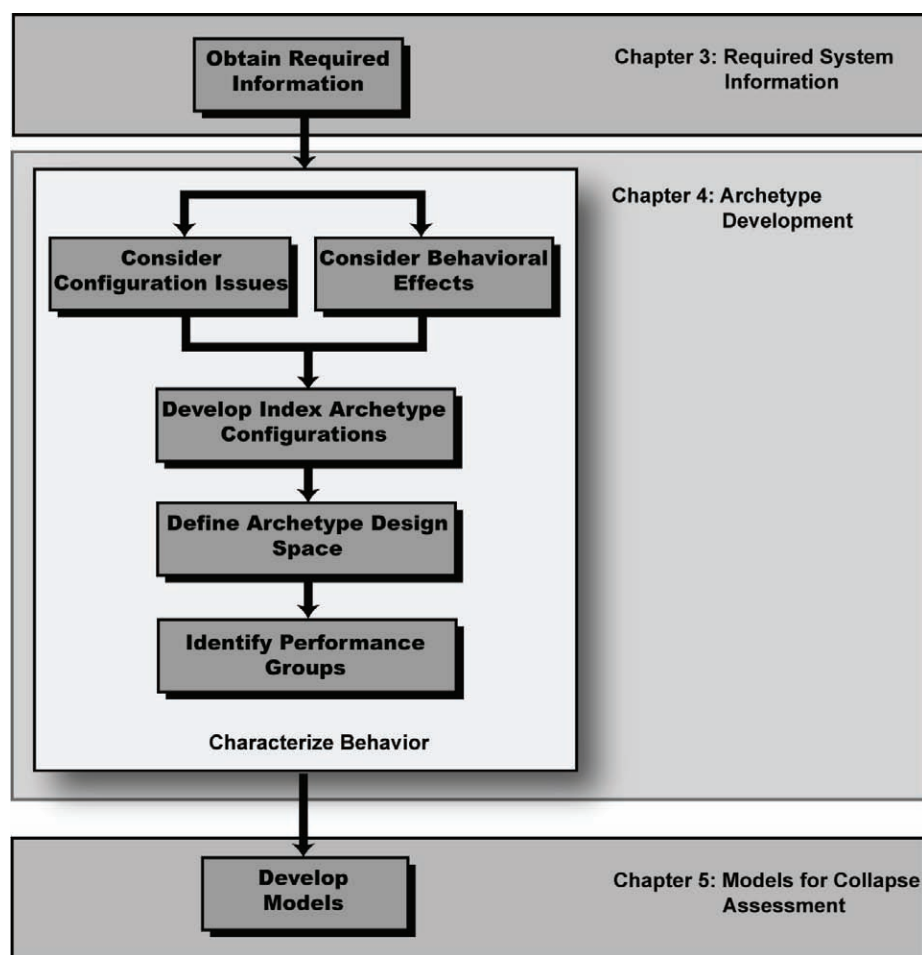 Obtain Required
Information
Chapter 3: Required System
Information
Chapter 4: Archetype
Development
Consider
Configuration Issues
Consider Behavioral
Effects
Develop Index Archetype
Configurations
Define Archetype Design
Space
Identify Performance
Groups
Characterize Behavior
Develop
Models
Chapter 5: Models for Collapse
Assessment